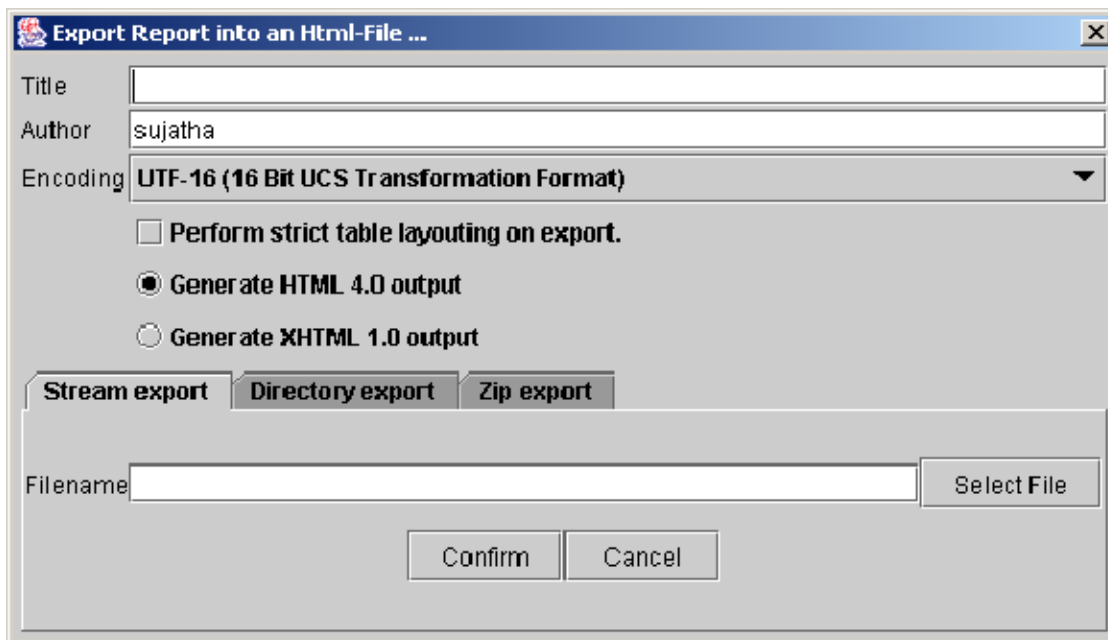 Export Report into an Html-File ...
Title
Author sujatha
Encoding UTF-16 (16 Bit UCS Transformation Format)
Perform strict table layouting on export.
Generate HTML 4.0 output
Generate XHTML 1.0 output
Stream export Directory export Zip export
Filename Select File
Confirm Cancel